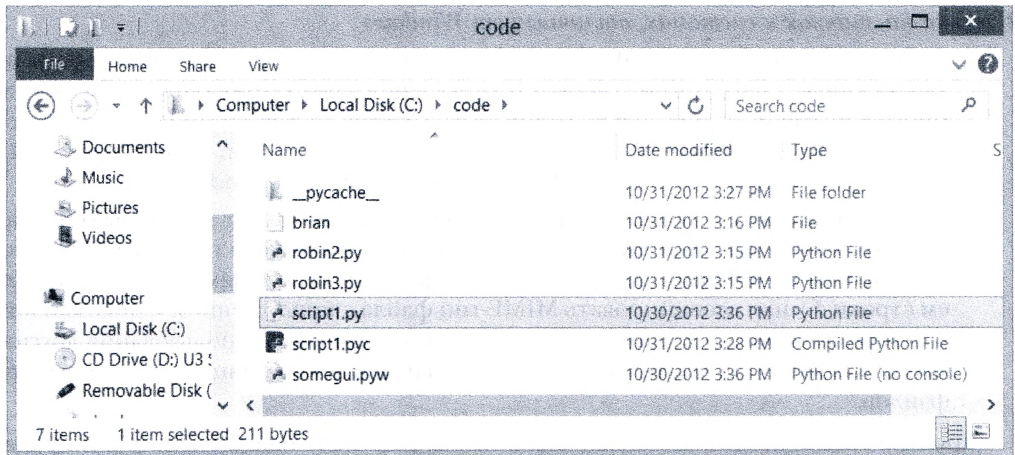 code
File Home Share View
Computer Local Disk (C:) code Search code
Documents
Music
Pictures
Videos
Computer
Local Disk (C:)
CD Drive (D:) U3
Removable Disk (
Name Date modified Type S
__pycache__ 10/31/2012 3:27 PM File folder
brian 10/31/2012 3:16 PM File
robin2.py 10/31/2012 3:15 PM Python File
robin3.py 10/31/2012 3:15 PM Python File
script1.py 10/30/2012 3:36 PM Python File
script1.pyc 10/31/2012 3:28 PM Compiled Python File
somegui.pyw 10/30/2012 3:36 PM Python File (no console)
7 items 1 item selected 211 bytes